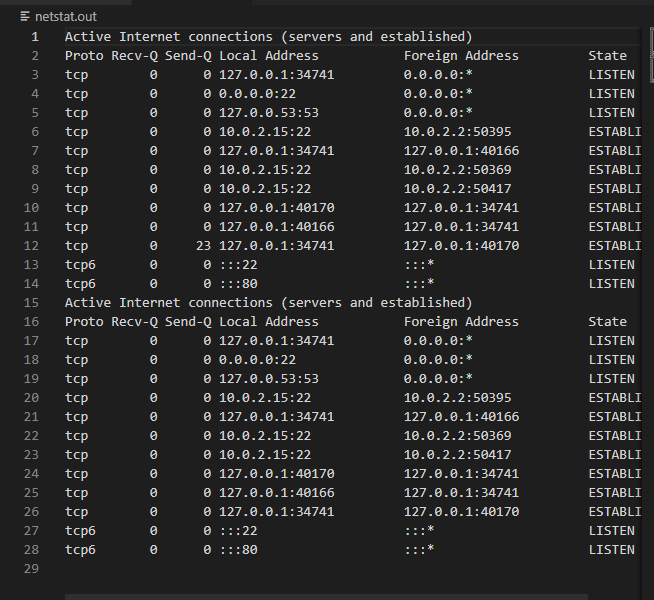 netstat.out
1 Active Internet connections (servers and established)
2 Proto Recv-Q Send-Q Local Address Foreign Address State
3 tcp 0 0 127.0.0.1:34741 0.0.0.0:* LISTEN
4 tcp 0 0 0.0.0.0:22 0.0.0.0:* LISTEN
5 tcp 0 0 127.0.0.53:53 0.0.0.0:* LISTEN
6 tcp 0 0 10.0.2.15:22 10.0.2.2:50395 ESTABLI
7 tcp 0 0 127.0.0.1:34741 127.0.0.1:40166 ESTABLI
8 tcp 0 0 10.0.2.15:22 10.0.2.2:50369 ESTABLI
9 tcp 0 0 10.0.2.15:22 10.0.2.2:50417 ESTABLI
10 tcp 0 0 127.0.0.1:40170 127.0.0.1:34741 ESTABLI
11 tcp 0 0 127.0.0.1:40166 127.0.0.1:34741 ESTABLI
12 tcp 0 23 127.0.0.1:34741 127.0.0.1:40170 ESTABLI
13 tcp6 0 0 :::22 :::* LISTEN
14 tcp6 0 0 :::80 :::* LISTEN
15 Active Internet connections (servers and established)
16 Proto Recv-Q Send-Q Local Address Foreign Address State
17 tcp 0 0 127.0.0.1:34741 0.0.0.0:* LISTEN
18 tcp 0 0 0.0.0.0:22 0.0.0.0:* LISTEN
19 tcp 0 0 127.0.0.53:53 0.0.0.0:* LISTEN
20 tcp 0 0 10.0.2.15:22 10.0.2.2:50395 ESTABLI
21 tcp 0 0 127.0.0.1:34741 127.0.0.1:40166 ESTABLI
22 tcp 0 0 10.0.2.15:22 10.0.2.2:50369 ESTABLI
23 tcp 0 0 10.0.2.15:22 10.0.2.2:50417 ESTABLI
24 tcp 0 0 127.0.0.1:40170 127.0.0.1:34741 ESTABLI
25 tcp 0 0 127.0.0.1:40166 127.0.0.1:34741 ESTABLI
26 tcp 0 0 127.0.0.1:34741 127.0.0.1:40170 ESTABLI
27 tcp6 0 0 :::22 :::* LISTEN
28 tcp6 0 0 :::80 :::* LISTEN
29